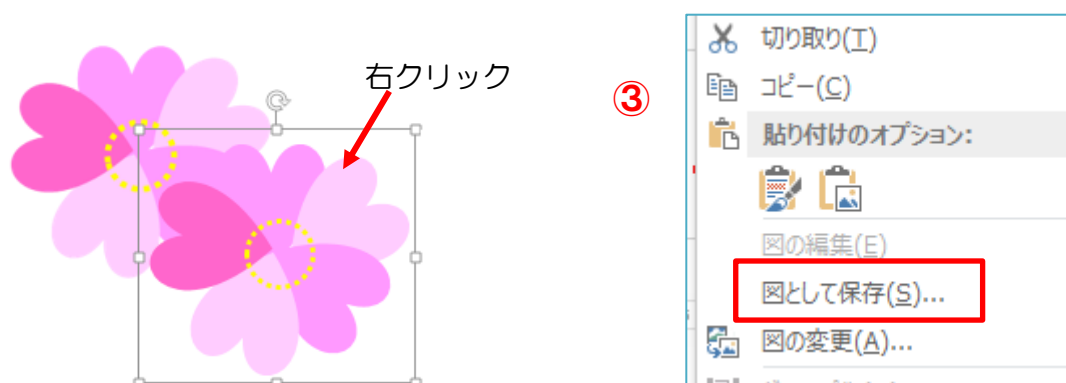 右クリック
③
切り取り(T)
コピー(C)
貼り付けのオプション:
図の編集(E)
図として保存(S)...
図の変更(A)...